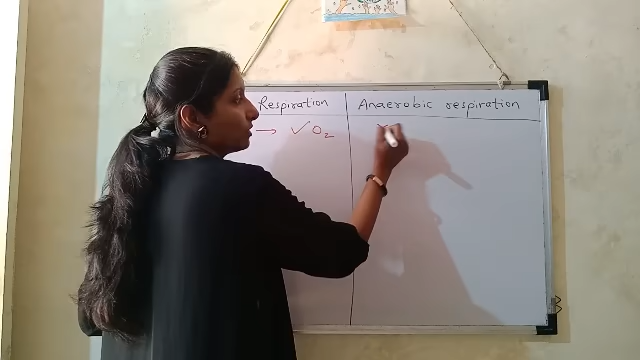 Respiration Anaerobic respiration
→ ✓ O₂